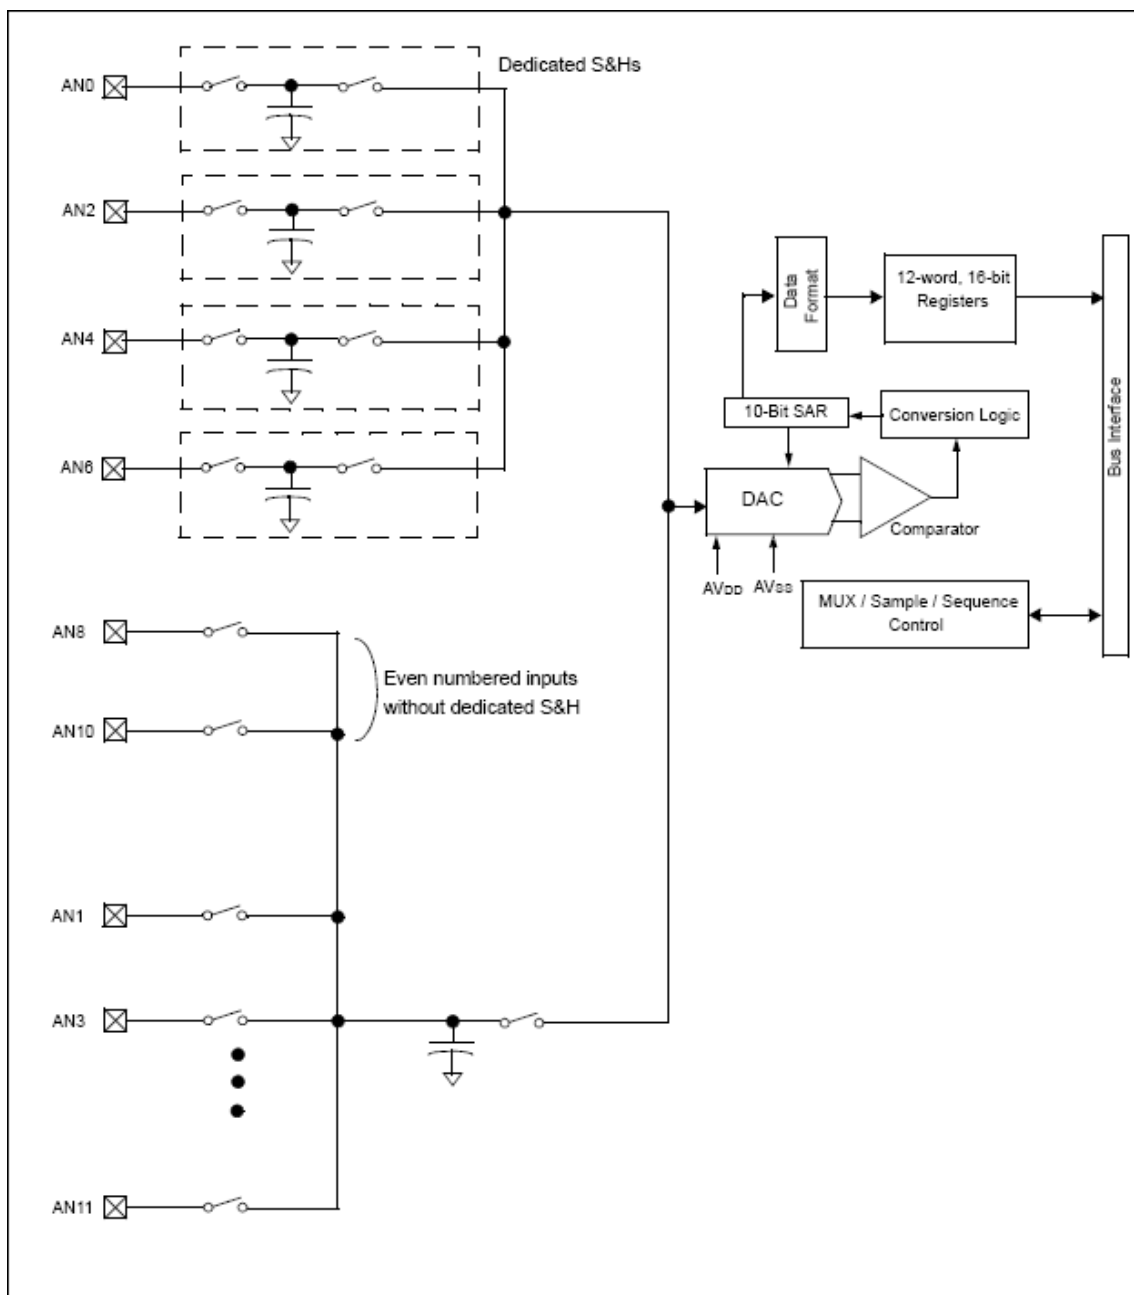 AN0
Dedicated S&Hs
AN2
AN4
AN6
Data
Format
12-word, 16-bit
Registers
10-Bit SAR
Conversion Logic
Bus Interface
DAC
Comparator
AVDD
AVSS
MUX / Sample / Sequence
Control
AN8
Even numbered inputs
without dedicated S&H
AN10
AN1
AN3
AN11